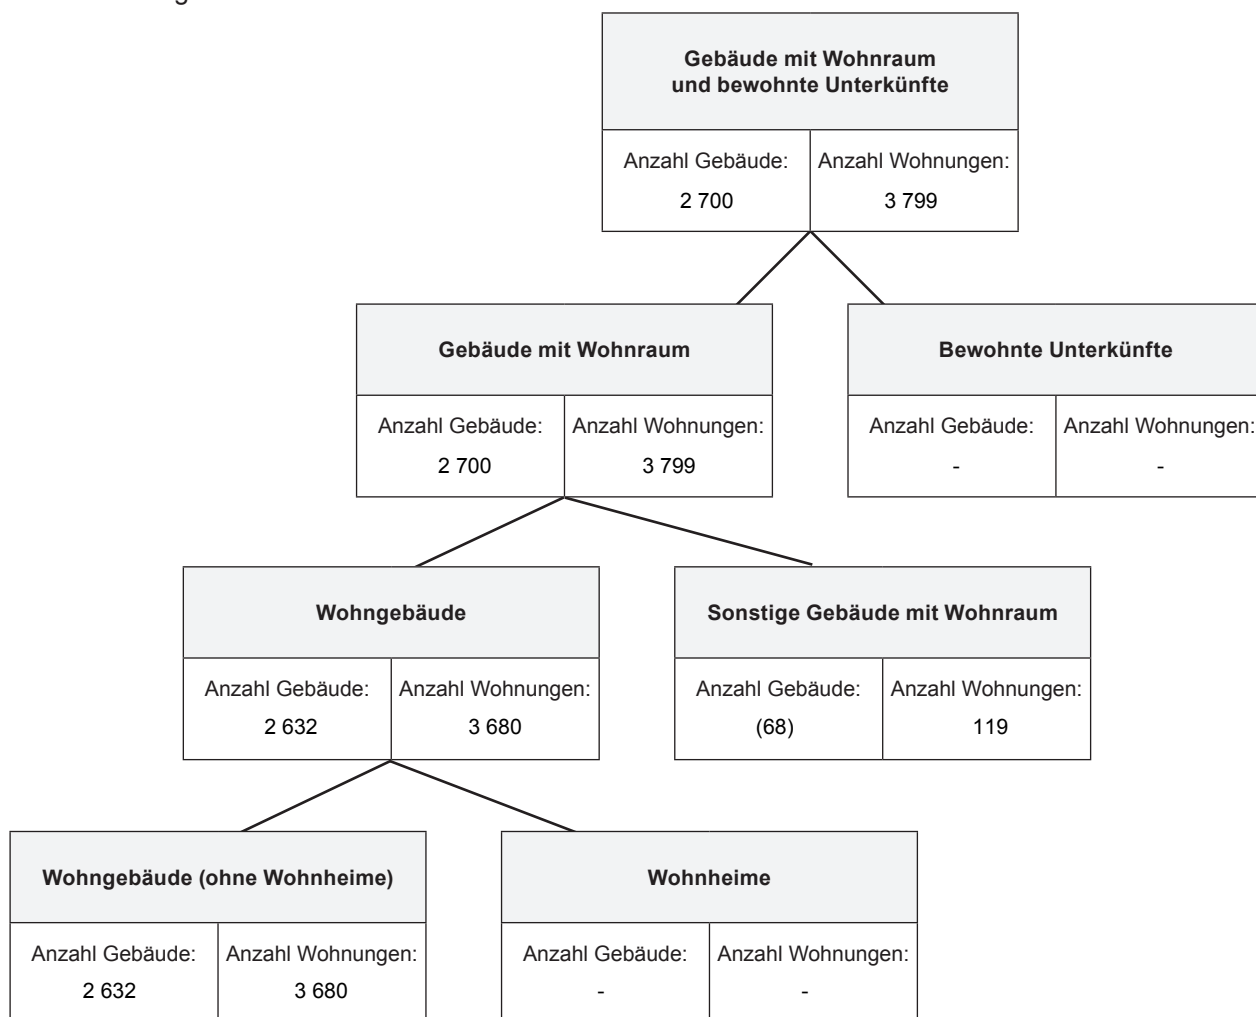 Gebäude mit Wohnraum
und bewohnte Unterkünfte
Anzahl Gebäude: Anzahl Wohnungen:
2 700 3 799
Gebäude mit Wohnraum Bewohnte Unterkünfte
Anzahl Gebäude: Anzahl Wohnungen: Anzahl Gebäude: Anzahl Wohnungen:
2 700 3 799 - -
Wohngebäude Sonstige Gebäude mit Wohnraum
Anzahl Gebäude: Anzahl Wohnungen: Anzahl Gebäude: Anzahl Wohnungen:
2 632 3 680 (68) 119
Wohngebäude (ohne Wohnheime) Wohnheime
Anzahl Gebäude: Anzahl Wohnungen: Anzahl Gebäude: Anzahl Wohnungen:
2 632 3 680 - -